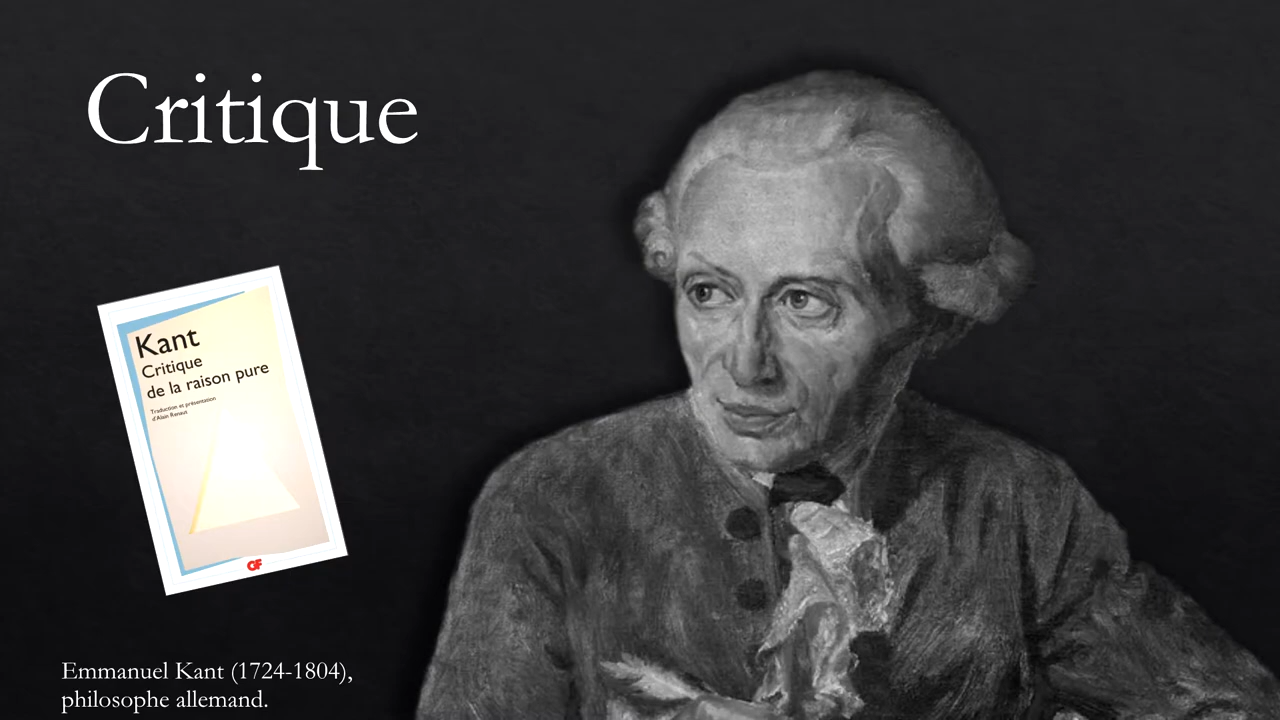 Critique
Kant
Critique
de la raison pure
Traduction et présentation
d'Alain Renaut
GF
Emmanuel Kant (1724-1804),
philosophe allemand.